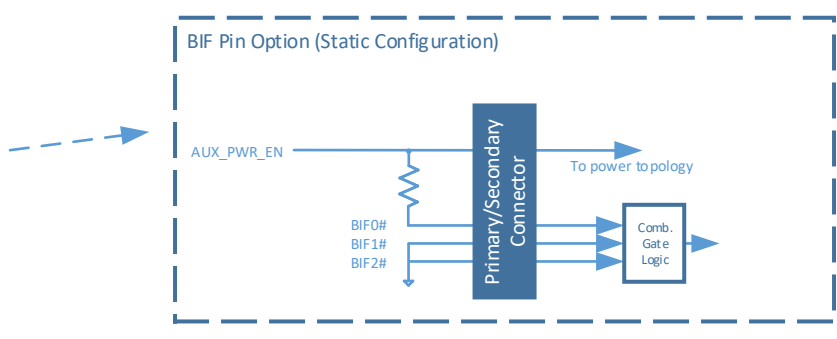 BIF Pin Option (Static Configuration)
AUX_PWR_EN
To power topology
BIF0#
BIF1#
BIF2#
Primary/Secondary
Connector
Comb.
Gate
Logic